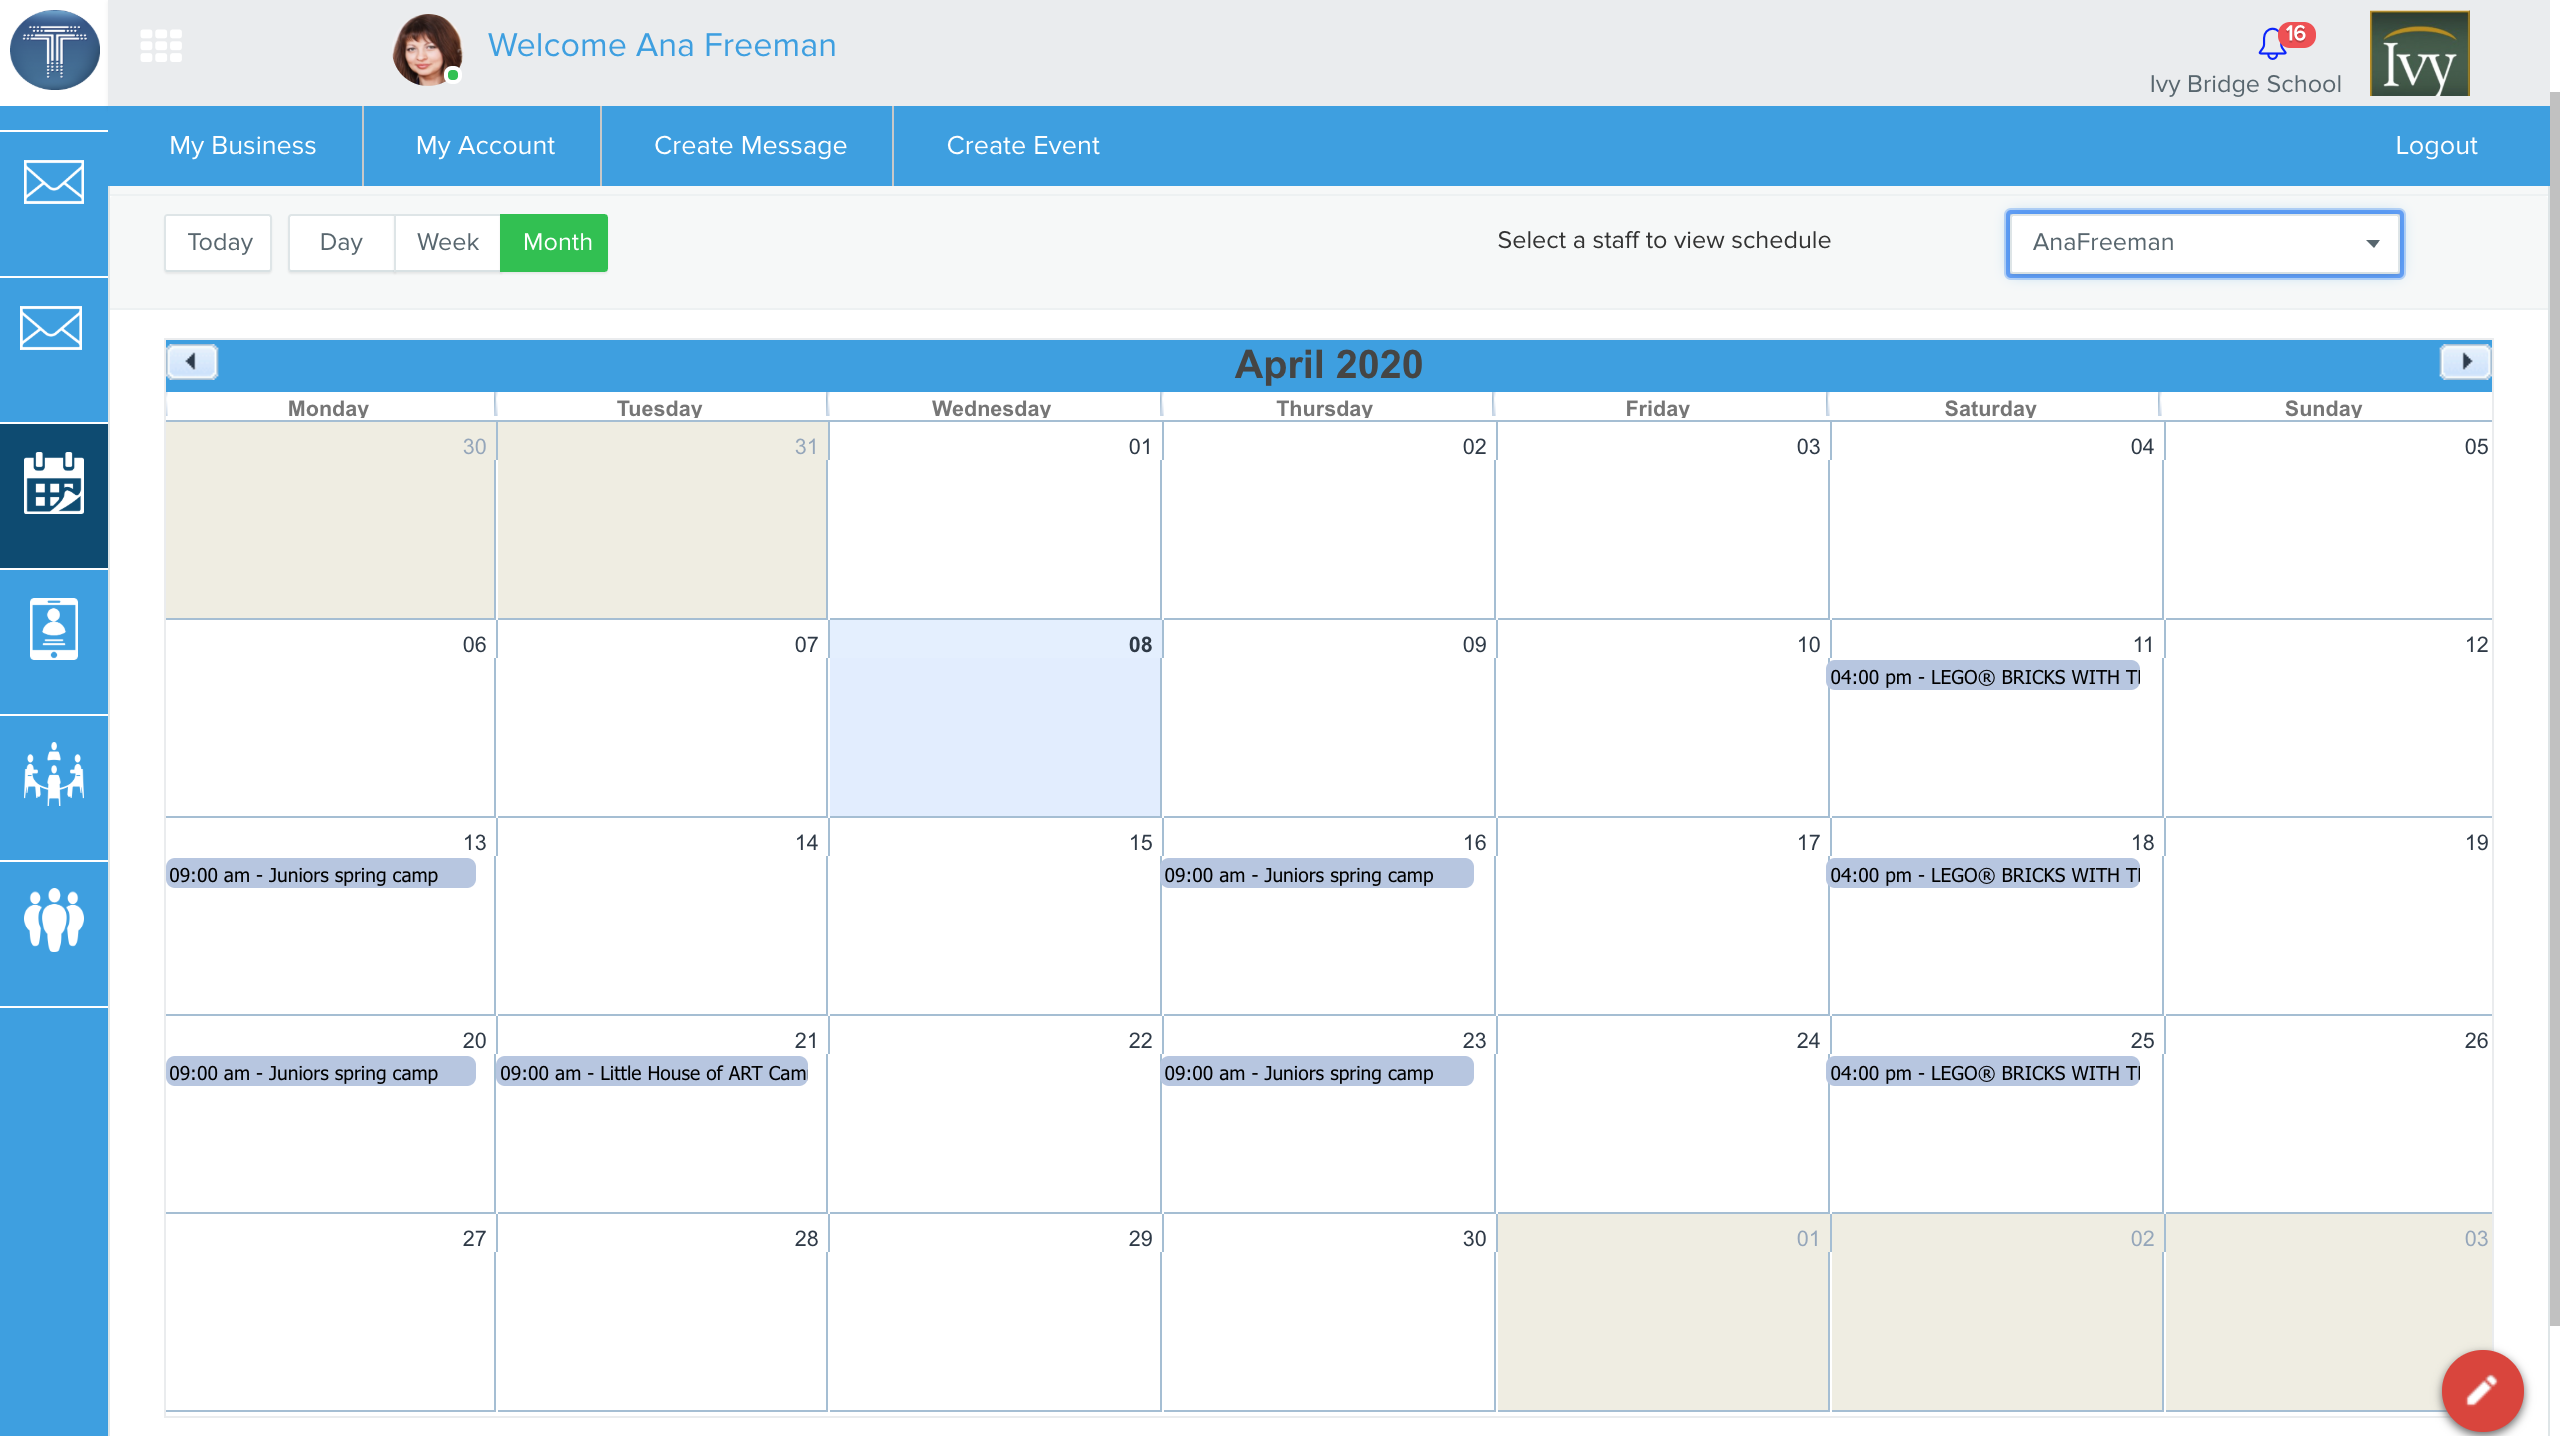 Welcome Ana Freeman
16
Ivy Bridge School
Ivy
My Business
My Account
Create Message
Create Event
Logout
Today
Day
Week
Month
Select a staff to view schedule
AnaFreeman
April 2020
Monday
Tuesday
Wednesday
Thursday
Friday
Saturday
Sunday
30
31
01
02
03
04
05
06
07
08
09
10
11
12
04:00 pm - LEGO® BRICKS WITH
13
14
15
16
17
18
19
09:00 am - Juniors spring camp
09:00 am - Juniors spring camp
04:00 pm - LEGO® BRICKS WITH
20
21
22
23
24
25
26
09:00 am - Juniors spring camp
09:00 am - Little House of ART Cam
09:00 am - Juniors spring camp
04:00 pm - LEGO® BRICKS WITH
27
28
29
30
01
02
03